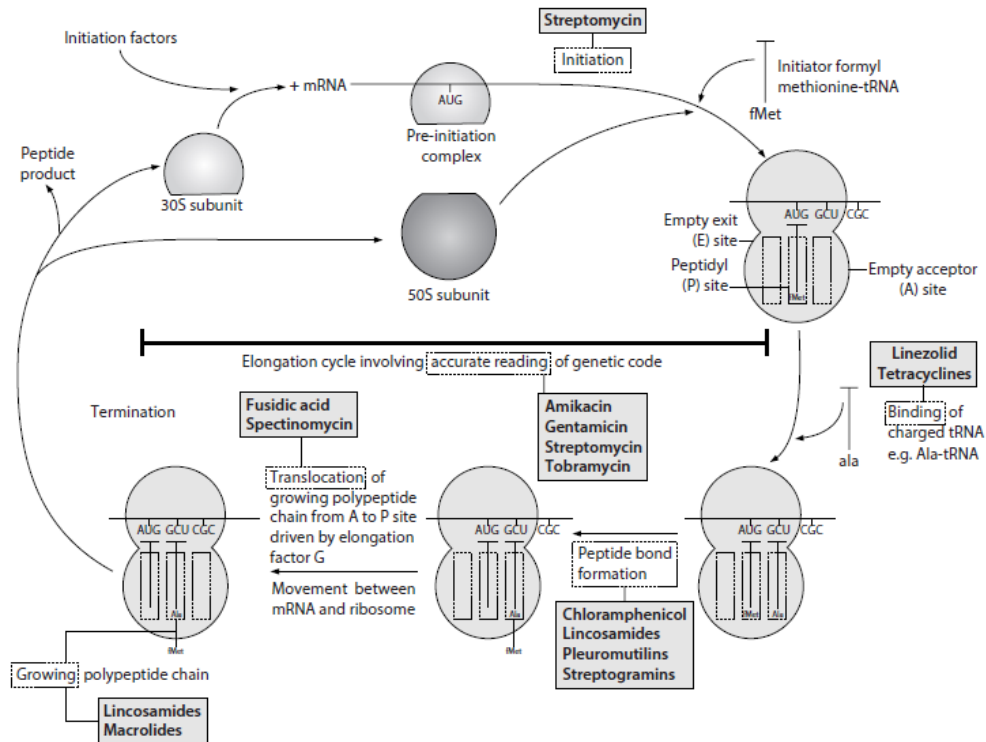 Streptomycin
Initiation
Initiation factors
+ mRNA
AUG
Pre-initiation
complex
Initiator formyl
methionine-tRNA
fMet
Peptide
product
30S subunit
50S subunit
AUG GCU CGC
Empty exit
(E) site
Peptidyl
(P) site
fMet
Empty acceptor
(A) site
Elongation cycle involving accurate reading of genetic code
Linezolid
Tetracyclines
Binding of
charged tRNA
e.g. Ala-tRNA
ala
Termination
Fusidic acid
Spectinomycin
Amikacin
Gentamicin
Streptomycin
Tobramycin
Translocation of
growing polypeptide
chain from A to P site
driven by elongation
factor G
Movement between
mRNA and ribosome
AUG GCU CGC
Ala
fMet
AUG GCU CGC
Ala
fMet
Peptide bond
formation
AUG GCU CGC
fMet Ala
Chloramphenicol
Lincosamides
Pleuromutilins
Streptogramins
Growing polypeptide chain
Lincosamides
Macrolides